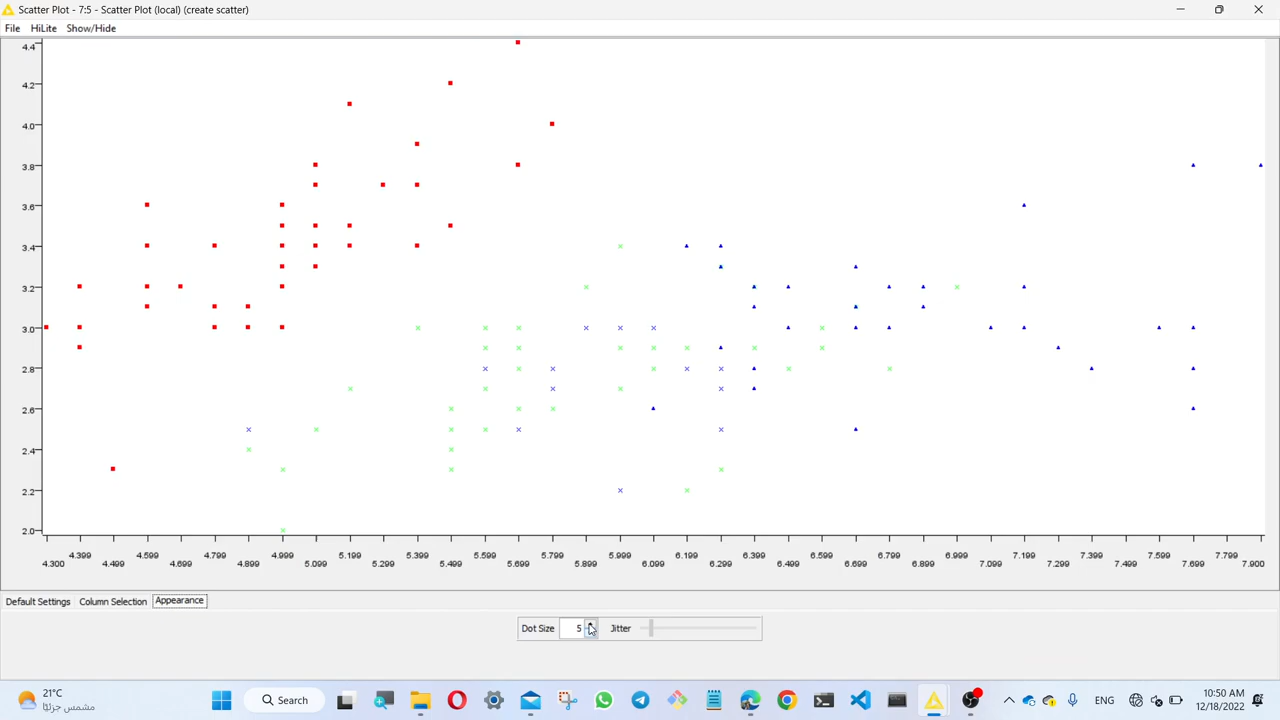 Scatter Plot - 7:5 - Scatter Plot (local) (create scatter)
File HiLite Show/Hide
4.4
4.2
4.0
3.8
3.6
3.4
3.2
3.0
2.8
2.6
2.4
2.2
2.0
4.399 4.599 4.799 4.999 5.199 5.399 5.599 5.799 5.999 6.199 6.399 6.599 6.799 6.999 7.199 7.399 7.599 7.799
4.300 4.499 4.699 4.899 5.099 5.299 5.499 5.699 5.899 6.099 6.299 6.499 6.699 6.899 7.099 7.299 7.499 7.699 7.900
Default Settings Column Selection Appearance
Dot Size 5 Jitter
21°C
مشمس جزئيًا
Search
ENG
10:50 AM
12/18/2022